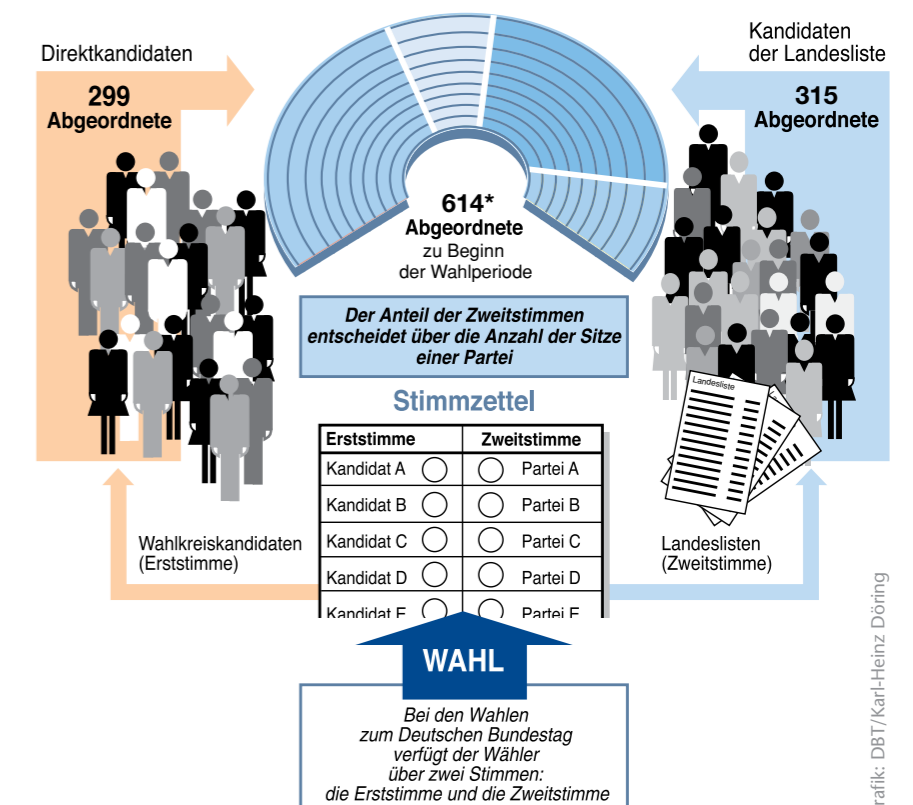 Direktkandidaten
299
Abgeordnete
Kandidaten
der Landesliste
315
Abgeordnete
614*
Abgeordnete
zu Beginn
der Wahlperiode
Der Anteil der Zweitstimmen
entscheidet über die Anzahl der Sitze
einer Partei
Stimmzettel
Erststimme Zweitstimme
Kandidat A Partei A
Kandidat B Partei B
Kandidat C Partei C
Kandidat D Partei D
Kandidat E Partei E
Landesliste
Wahlkreiskandidaten
(Erststimme)
Landeslisten
(Zweitstimme)
WAHL
Bei den Wahlen
zum Deutschen Bundestag
verfügt der Wähler
über zwei Stimmen:
die Erststimme und die Zweitstimme
rafik: DBT/Karl-Heinz Döring